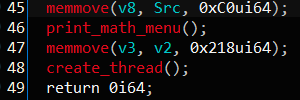 45 memmove(v8, Src, 0xC0ui64);
46 print_math_menu();
47 memmove(v3, v2, 0x218ui64);
48 create_thread();
49 return 0i64;